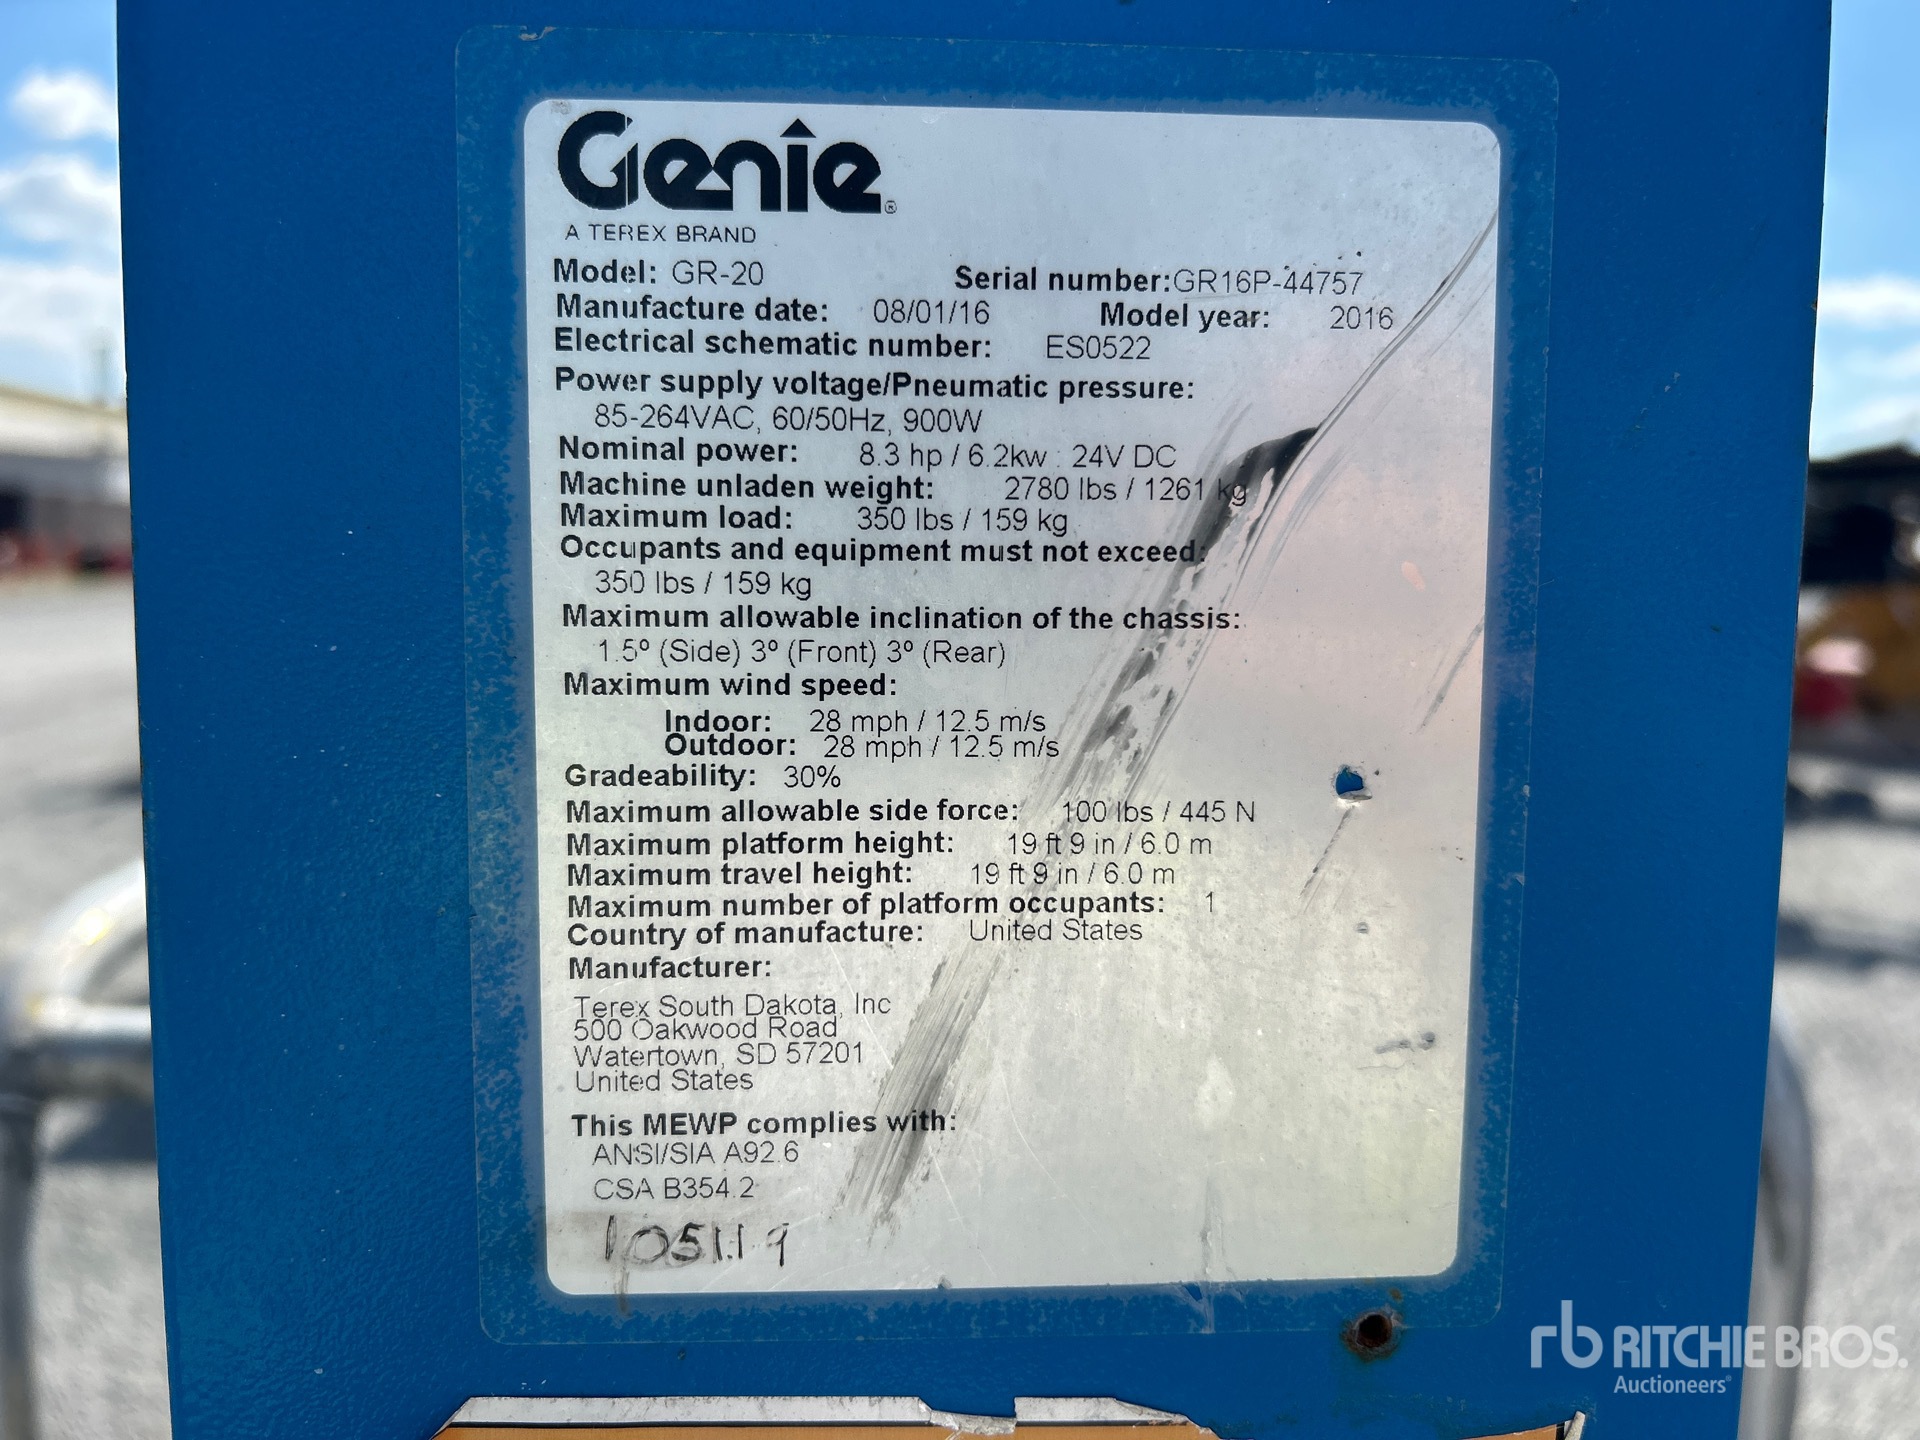 Genie®
A TEREX BRAND
Model: GR-20 Serial number:GR16P-44757
Manufacture date: 08/01/16 Model year: 2016
Electrical schematic number: ES0522
Power supply voltage/Pneumatic pressure:
85-264VAC, 60/50Hz, 900W
Nominal power: 8.3 hp / 6.2kw : 24V DC
Machine unladen weight: 2780 lbs / 1261 kg
Maximum load: 350 lbs / 159 kg
Occupants and equipment must not exceed:
350 lbs / 159 kg
Maximum allowable inclination of the chassis:
1.5º (Side) 3º (Front) 3º (Rear)
Maximum wind speed:
Indoor: 28 mph / 12.5 m/s
Outdoor: 28 mph / 12.5 m/s
Gradeability: 30%
Maximum allowable side force: 100 lbs / 445 N
Maximum platform height: 19 ft 9 in / 6.0 m
Maximum travel height: 19 ft 9 in / 6.0 m
Maximum number of platform occupants: 1
Country of manufacture: United States
Manufacturer:
Terex South Dakota, Inc
500 Oakwood Road
Watertown, SD 57201
United States
This MEWP complies with:
ANSI/SIA A92.6
CSA B354.2
105119
rb RITCHIE BROS.
Auctioneers®